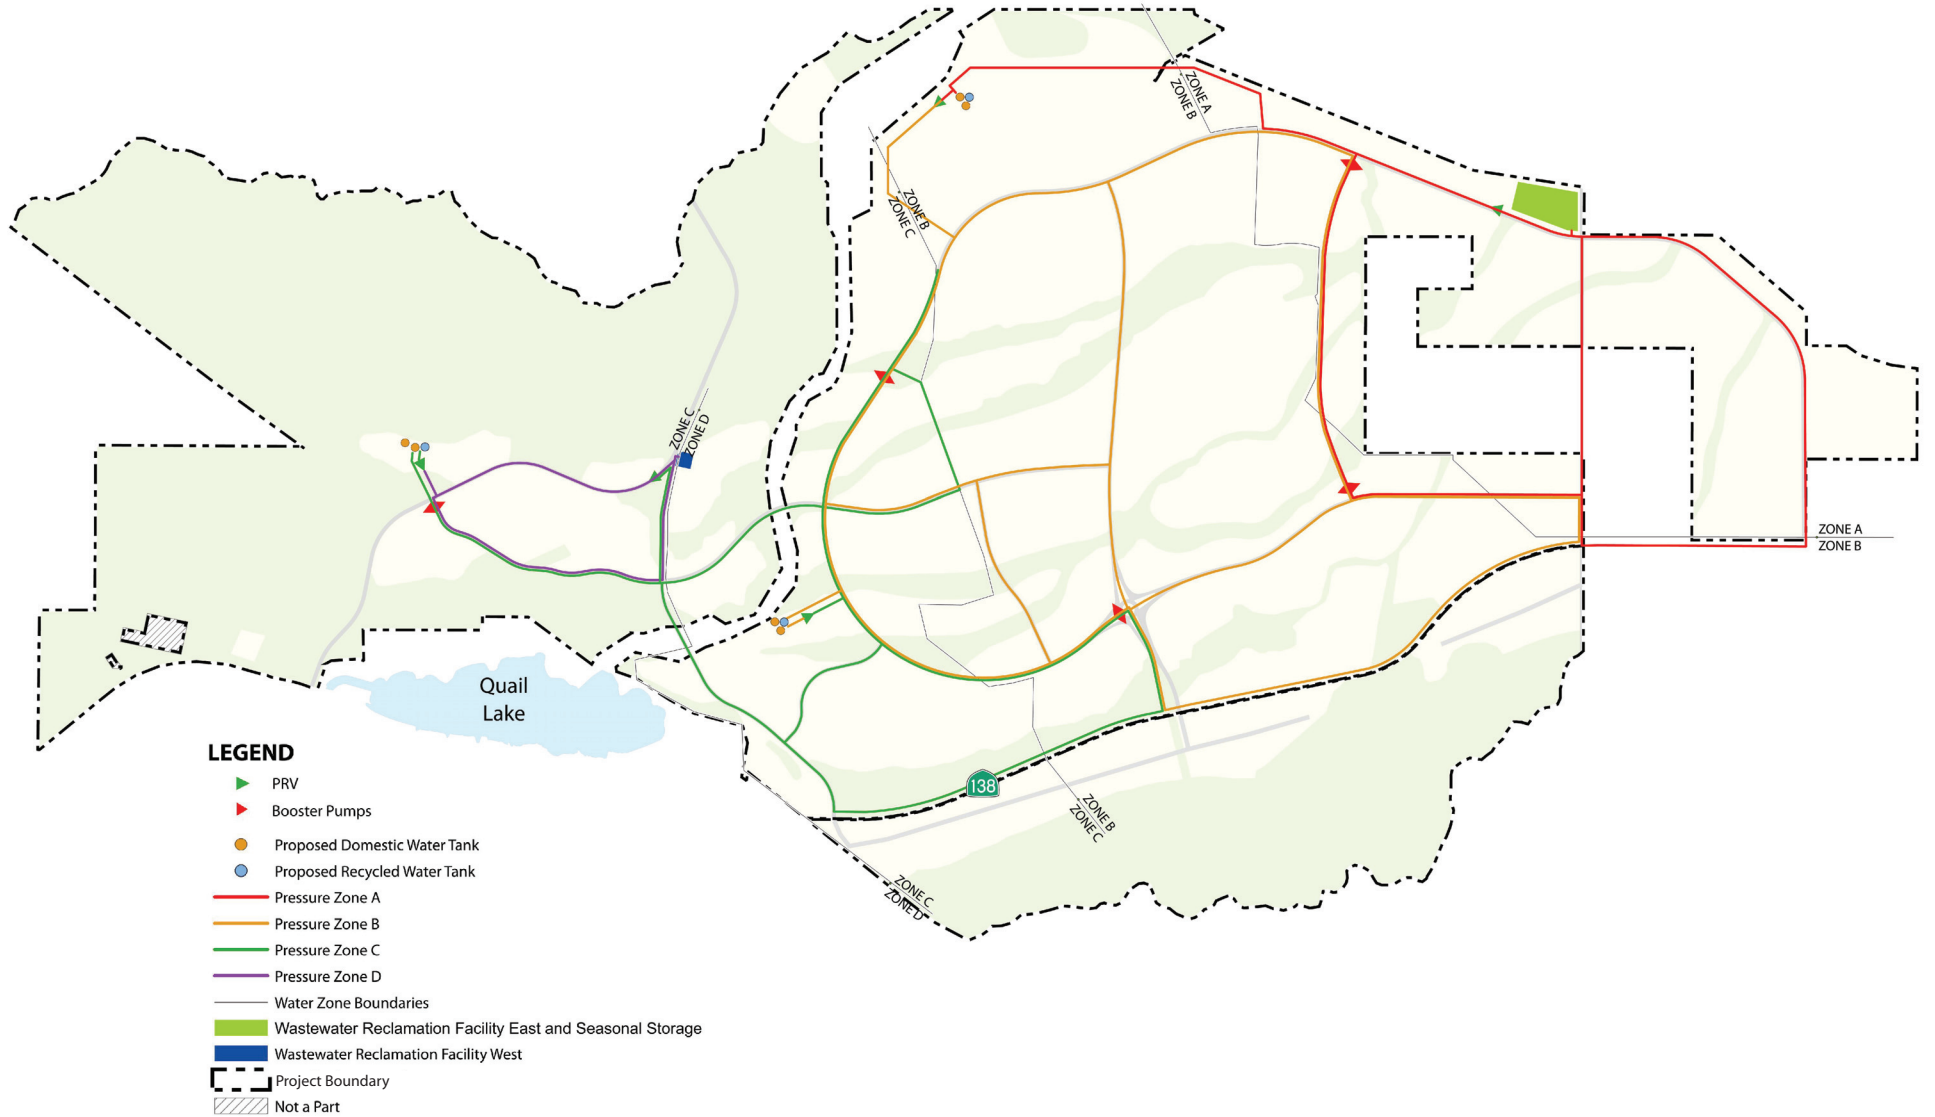 ZONE A
ZONE B
ZONE B
ZONE C
ZONE C
ZONE D
ZONE A
ZONE B
Quail
Lake
138
ZONE B
ZONE C
ZONE C
ZONE D
LEGEND
PRV
Booster Pumps
Proposed Domestic Water Tank
Proposed Recycled Water Tank
Pressure Zone A
Pressure Zone B
Pressure Zone C
Pressure Zone D
Water Zone Boundaries
Wastewater Reclamation Facility East and Seasonal Storage
Wastewater Reclamation Facility West
Project Boundary
Not a Part